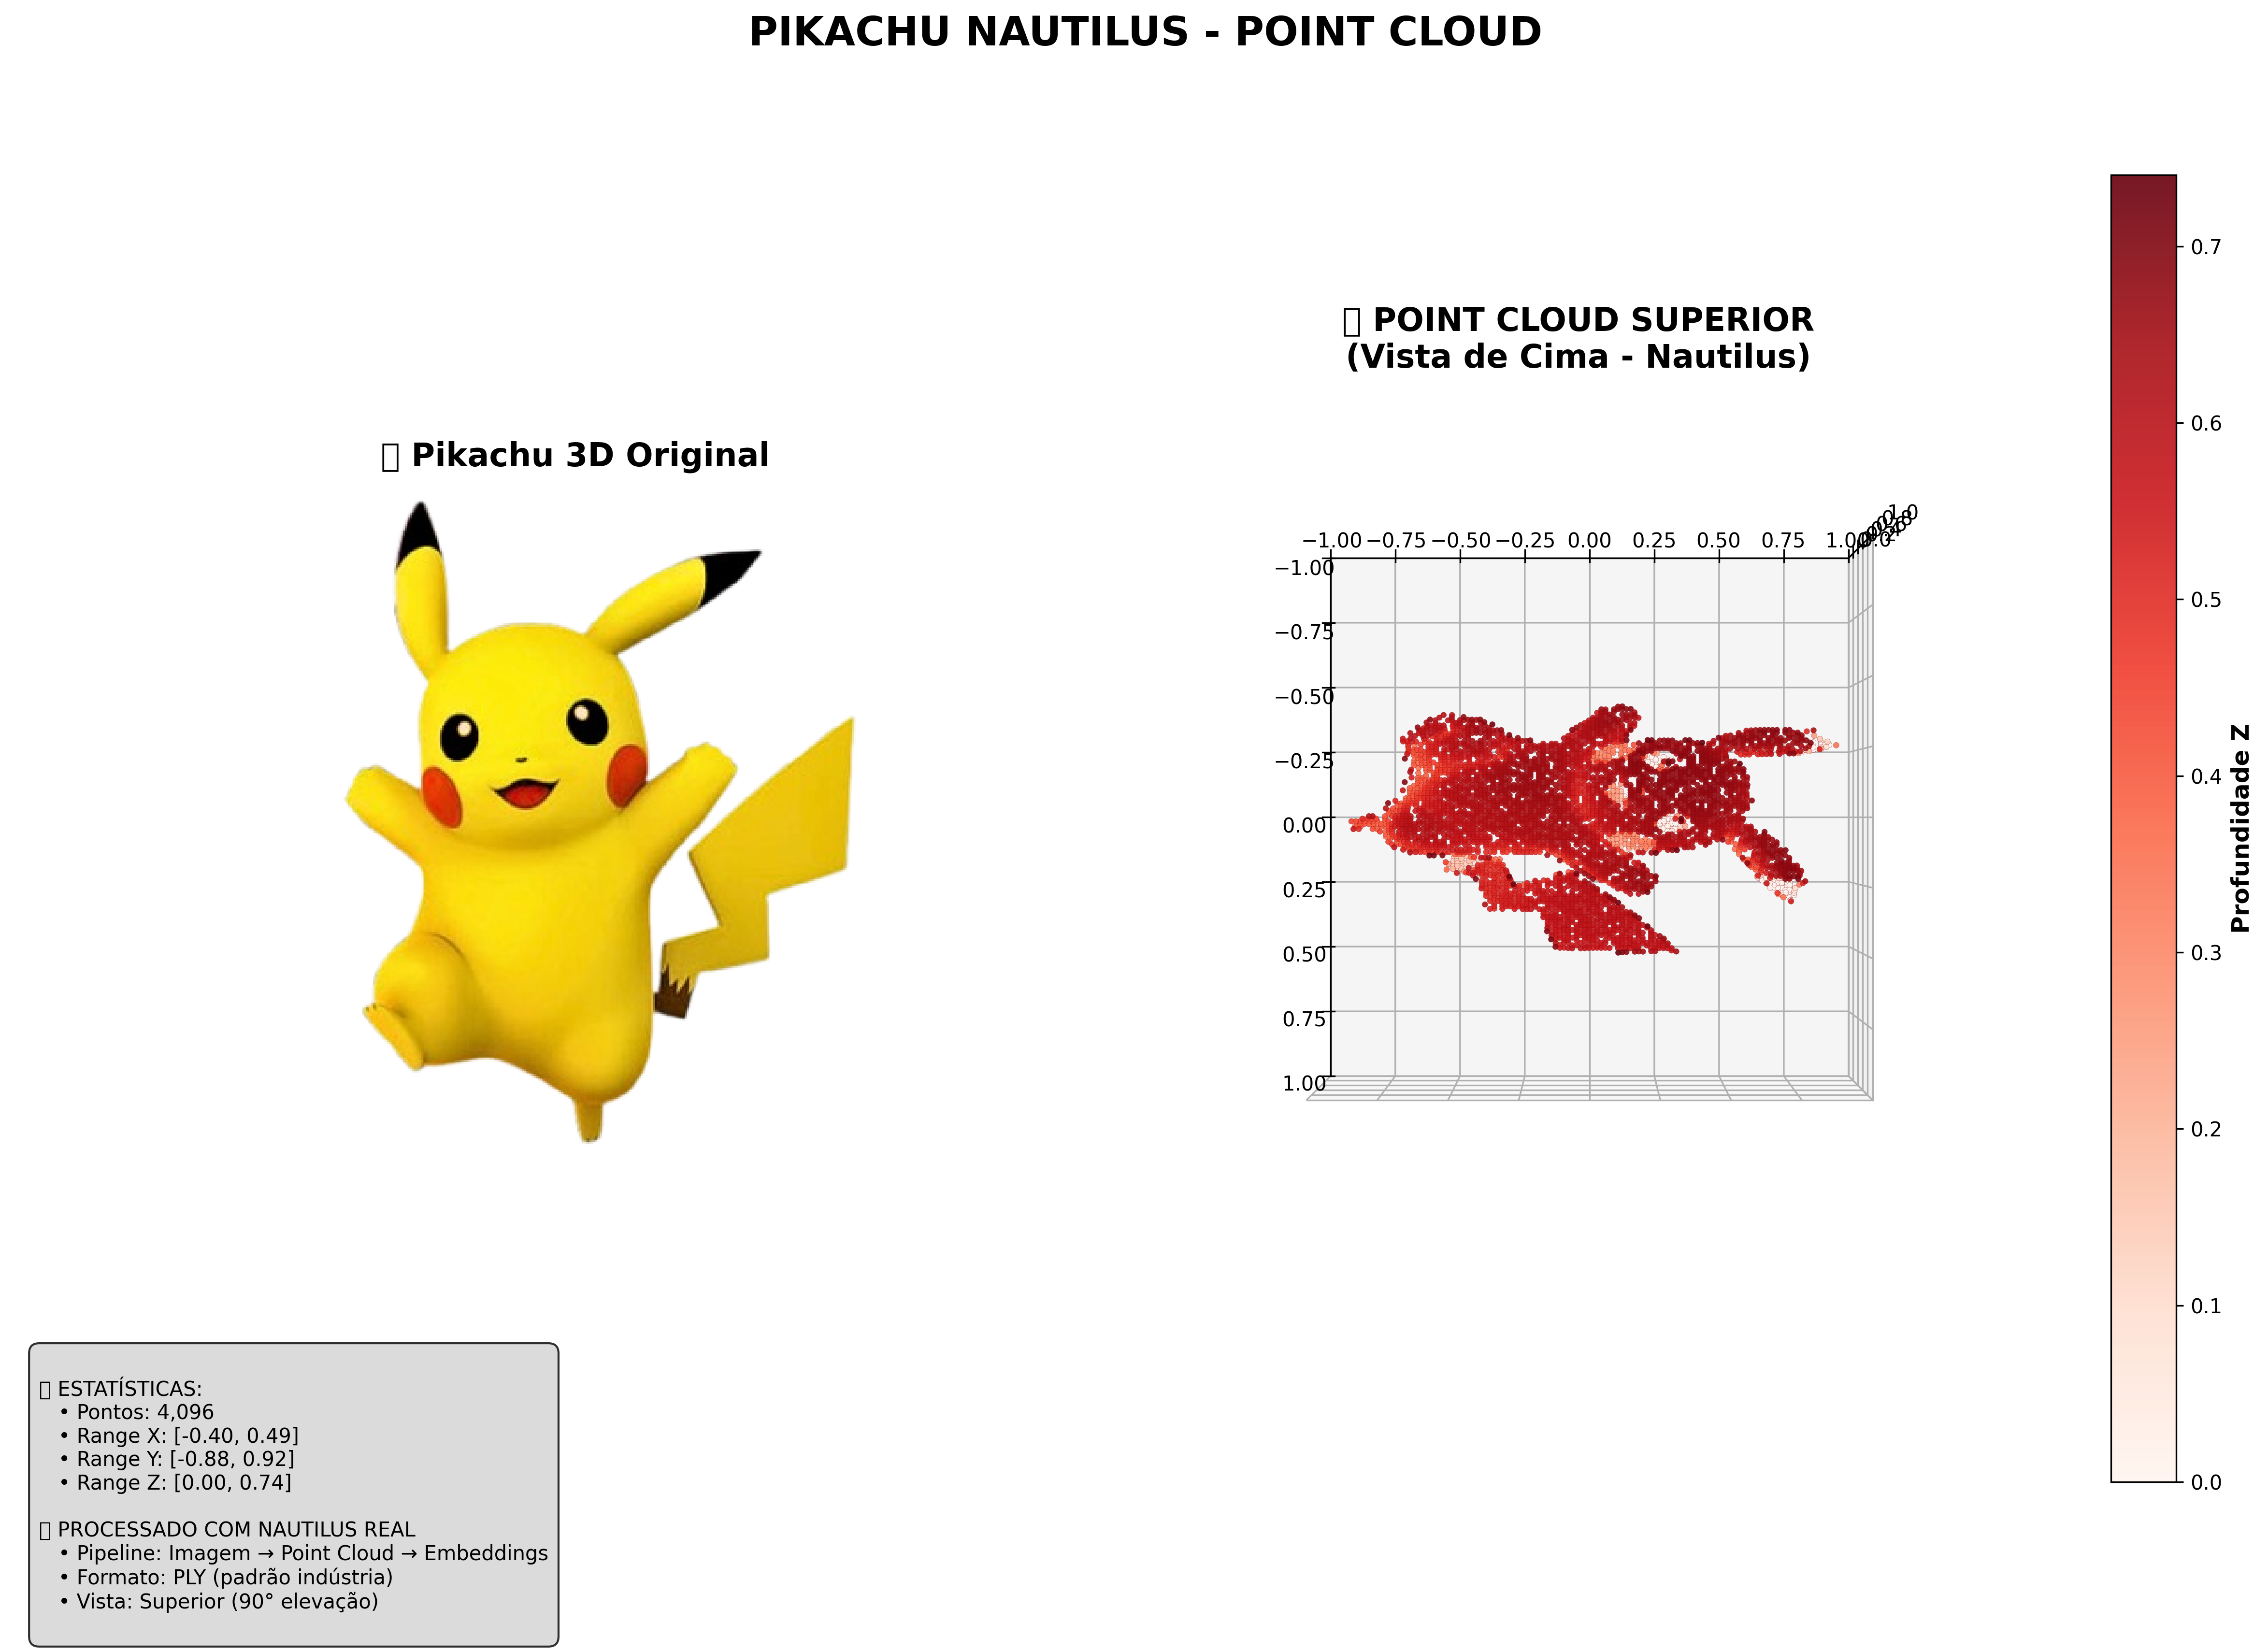 PIKACHU NAUTILUS - POINT CLOUD
Pikachu 3D Original
POINT CLOUD SUPERIOR
(Vista de Cima - Nautilus)
−1.00 −0.75 −0.50 −0.25 0.00 0.25 0.50 0.75 1.00
1.0
−1.00
−0.75
−0.50
−0.25
0.00
0.25
0.50
0.75
1.00
0.7
0.6
0.5
0.4
0.3
0.2
0.1
0.0
Profundidade Z
ESTATÍSTICAS:
• Pontos: 4,096
• Range X: [-0.40, 0.49]
• Range Y: [-0.88, 0.92]
• Range Z: [0.00, 0.74]
PROCESSADO COM NAUTILUS REAL
• Pipeline: Imagem → Point Cloud → Embeddings
• Formato: PLY (padrão indústria)
• Vista: Superior (90° elevação)